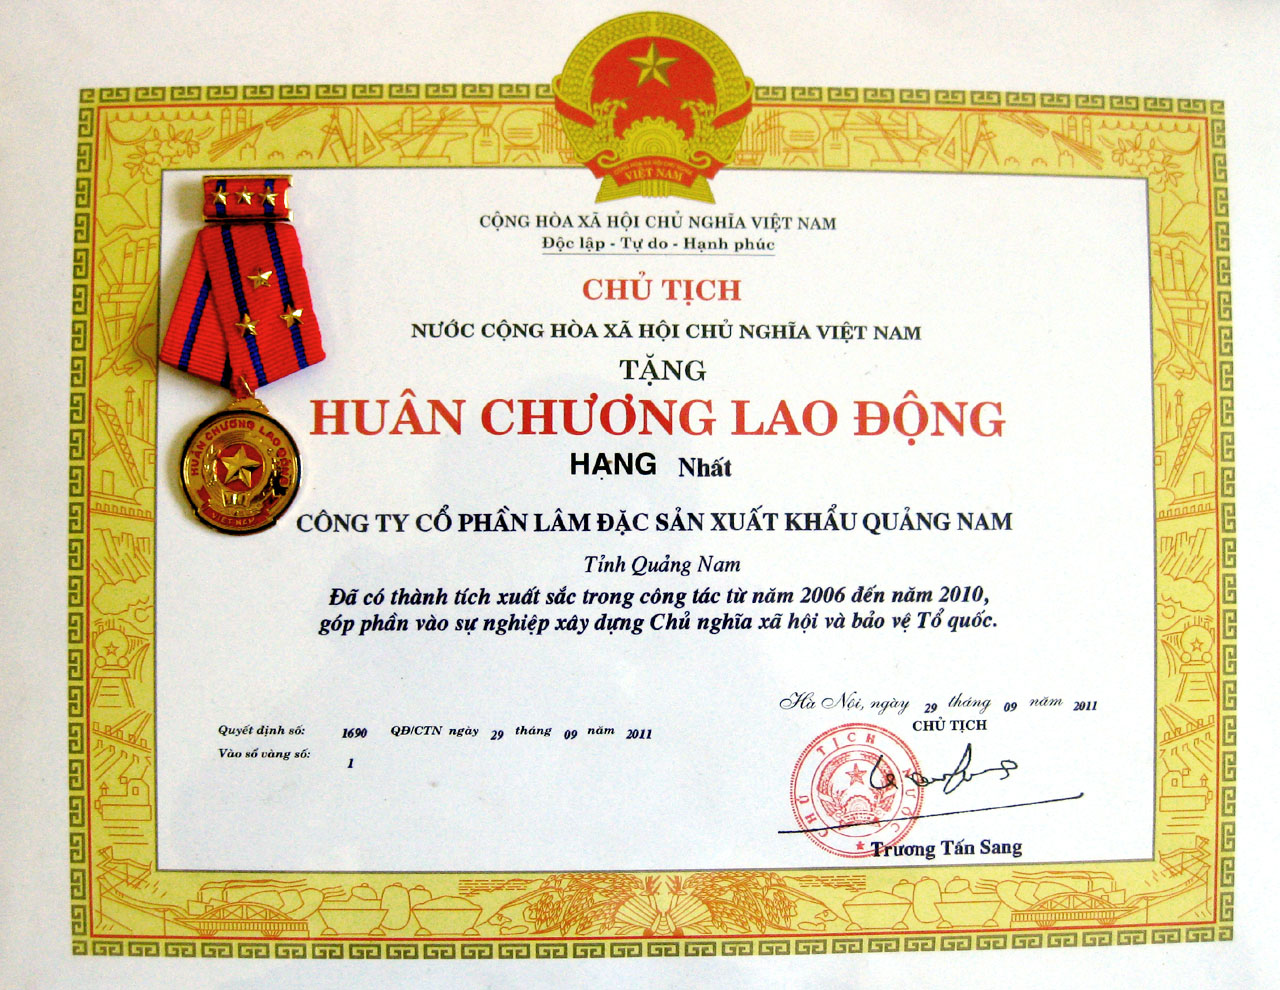 VIỆT NAM
CỘNG HÒA XÃ HỘI CHỦ NGHĨA VIỆT NAM
Độc lập - Tự do - Hạnh phúc
CHỦ TỊCH
NƯỚC CỘNG HÒA XÃ HỘI CHỦ NGHĨA VIỆT NAM
TẶNG
HUÂN CHƯƠNG LAO ĐỘNG
HẠNG Nhất
HUÂN CHƯƠNG LAO ĐỘNG
VIỆT NAM
CÔNG TY CỔ PHẦN LÂM ĐẶC SẢN XUẤT KHẨU QUẢNG NAM
Tỉnh Quảng Nam
Đã có thành tích xuất sắc trong công tác từ năm 2006 đến năm 2010,
góp phần vào sự nghiệp xây dựng Chủ nghĩa xã hội và bảo vệ Tổ quốc.
Hà Nội, ngày 29 tháng 09 năm 2011
CHỦ TỊCH
Quyết định số: 1690 QĐ/CTN ngày 29 tháng 09 năm 2011
Vào sổ vàng số: 1
CHỦ TỊCH NƯỚC
Trương Tấn Sang